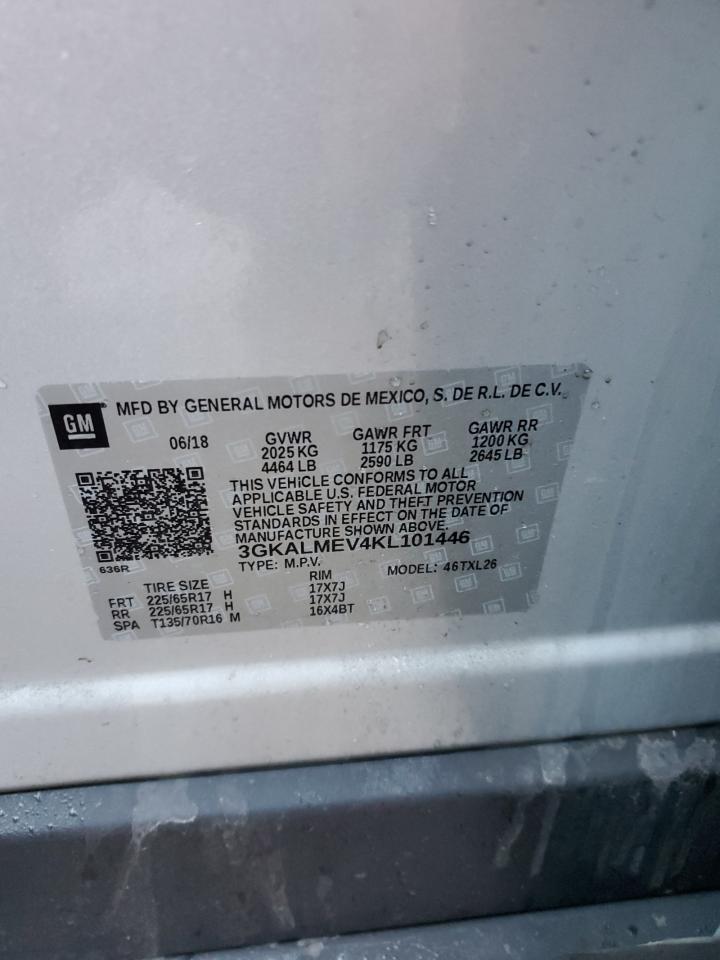 GM MFD BY GENERAL MOTORS DE MEXICO, S. DE R.L. DE C.V.
06/18 GVWR GAWR FRT GAWR RR
2025 KG 1175 KG 1200 KG
4464 LB 2590 LB 2645 LB
THIS VEHICLE CONFORMS TO ALL
APPLICABLE U.S. FEDERAL MOTOR
VEHICLE SAFETY AND THEFT PREVENTION
STANDARDS IN EFFECT ON THE DATE OF
MANUFACTURE SHOWN ABOVE.
3GKALMEV4KL101446
636R TYPE: M.P.V. MODEL: 46TXL26
TIRE SIZE RIM
FRT 225/65R17 H 17X7J
RR 225/65R17 H 17X7J
SPA T135/70R16 M 16X4BT